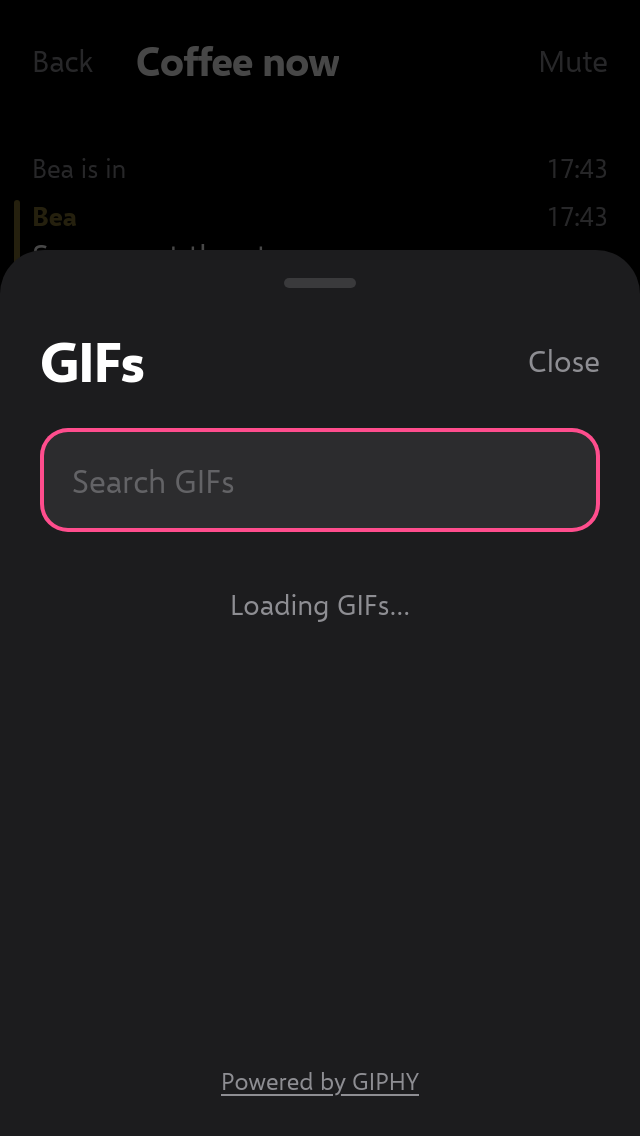 Back Coffee now Mute
Bea is in 17:43
Bea 17:43
GIFs Close
Search GIFs
Loading GIFs...
Powered by GIPHY